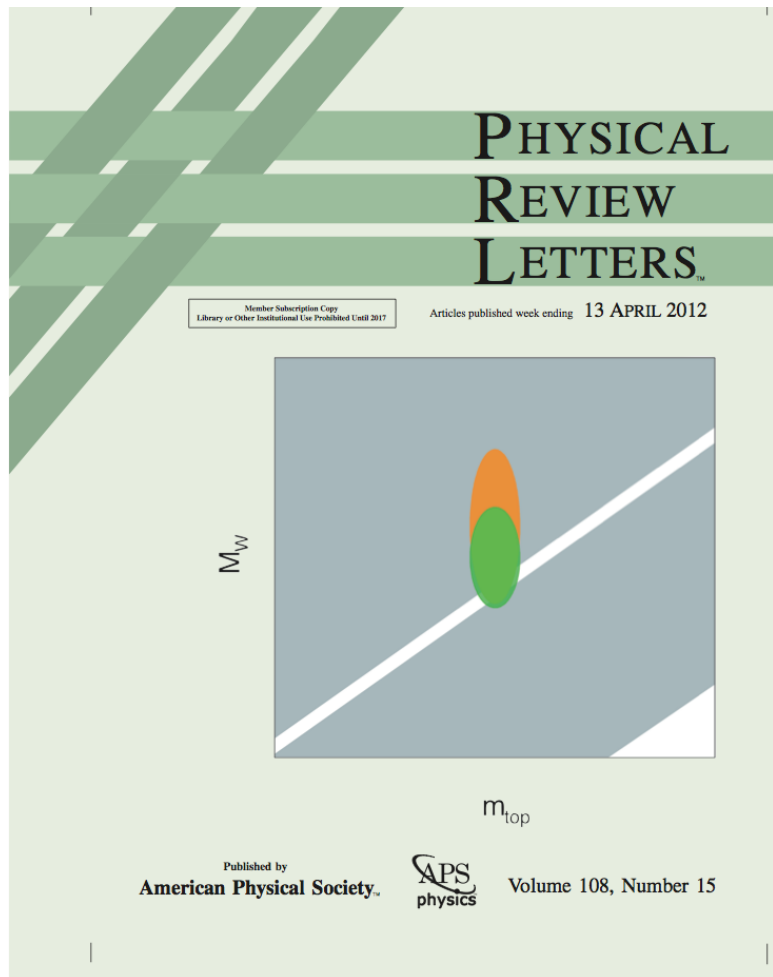 PHYSICAL
REVIEW
LETTERS™
Member Subscription Copy
Library or Other Institutional Use Prohibited Until 2017
Articles published week ending 13 APRIL 2012
M_W
m_top
Published by
American Physical Society™
APS
physics
Volume 108, Number 15